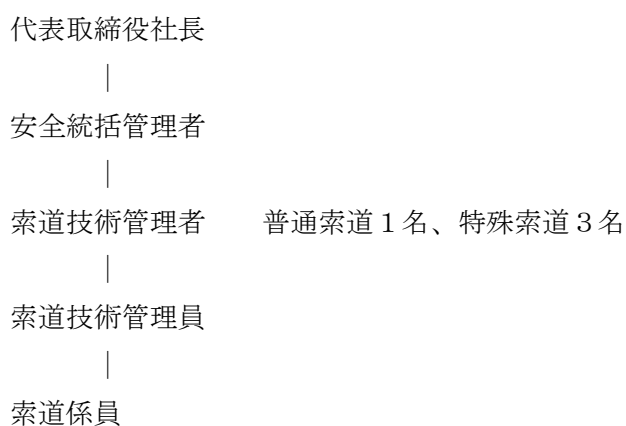 代表取締役社長
｜
安全統括管理者
｜
索道技術管理者　　普通索道１名、特殊索道３名
｜
索道技術管理員
｜
索道係員